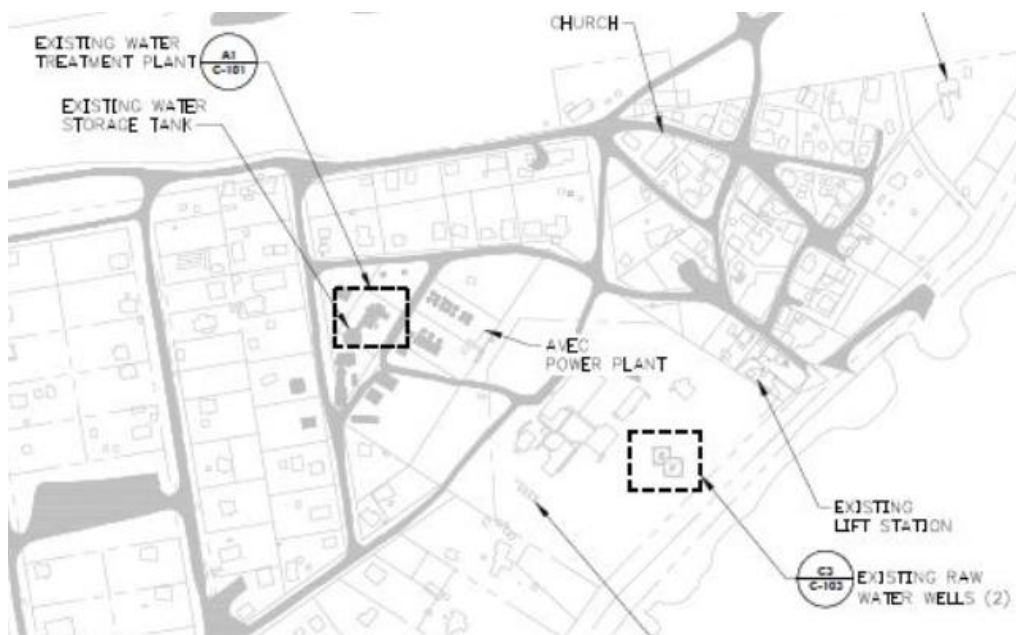 EXISTING WATER
TREATMENT PLANT
A1
C-101
EXISTING WATER
STORAGE TANK
CHURCH
AVEC
POWER PLANT
EXISTING
LIFT STATION
C3
C-103
EXISTING RAW
WATER WELLS (2)